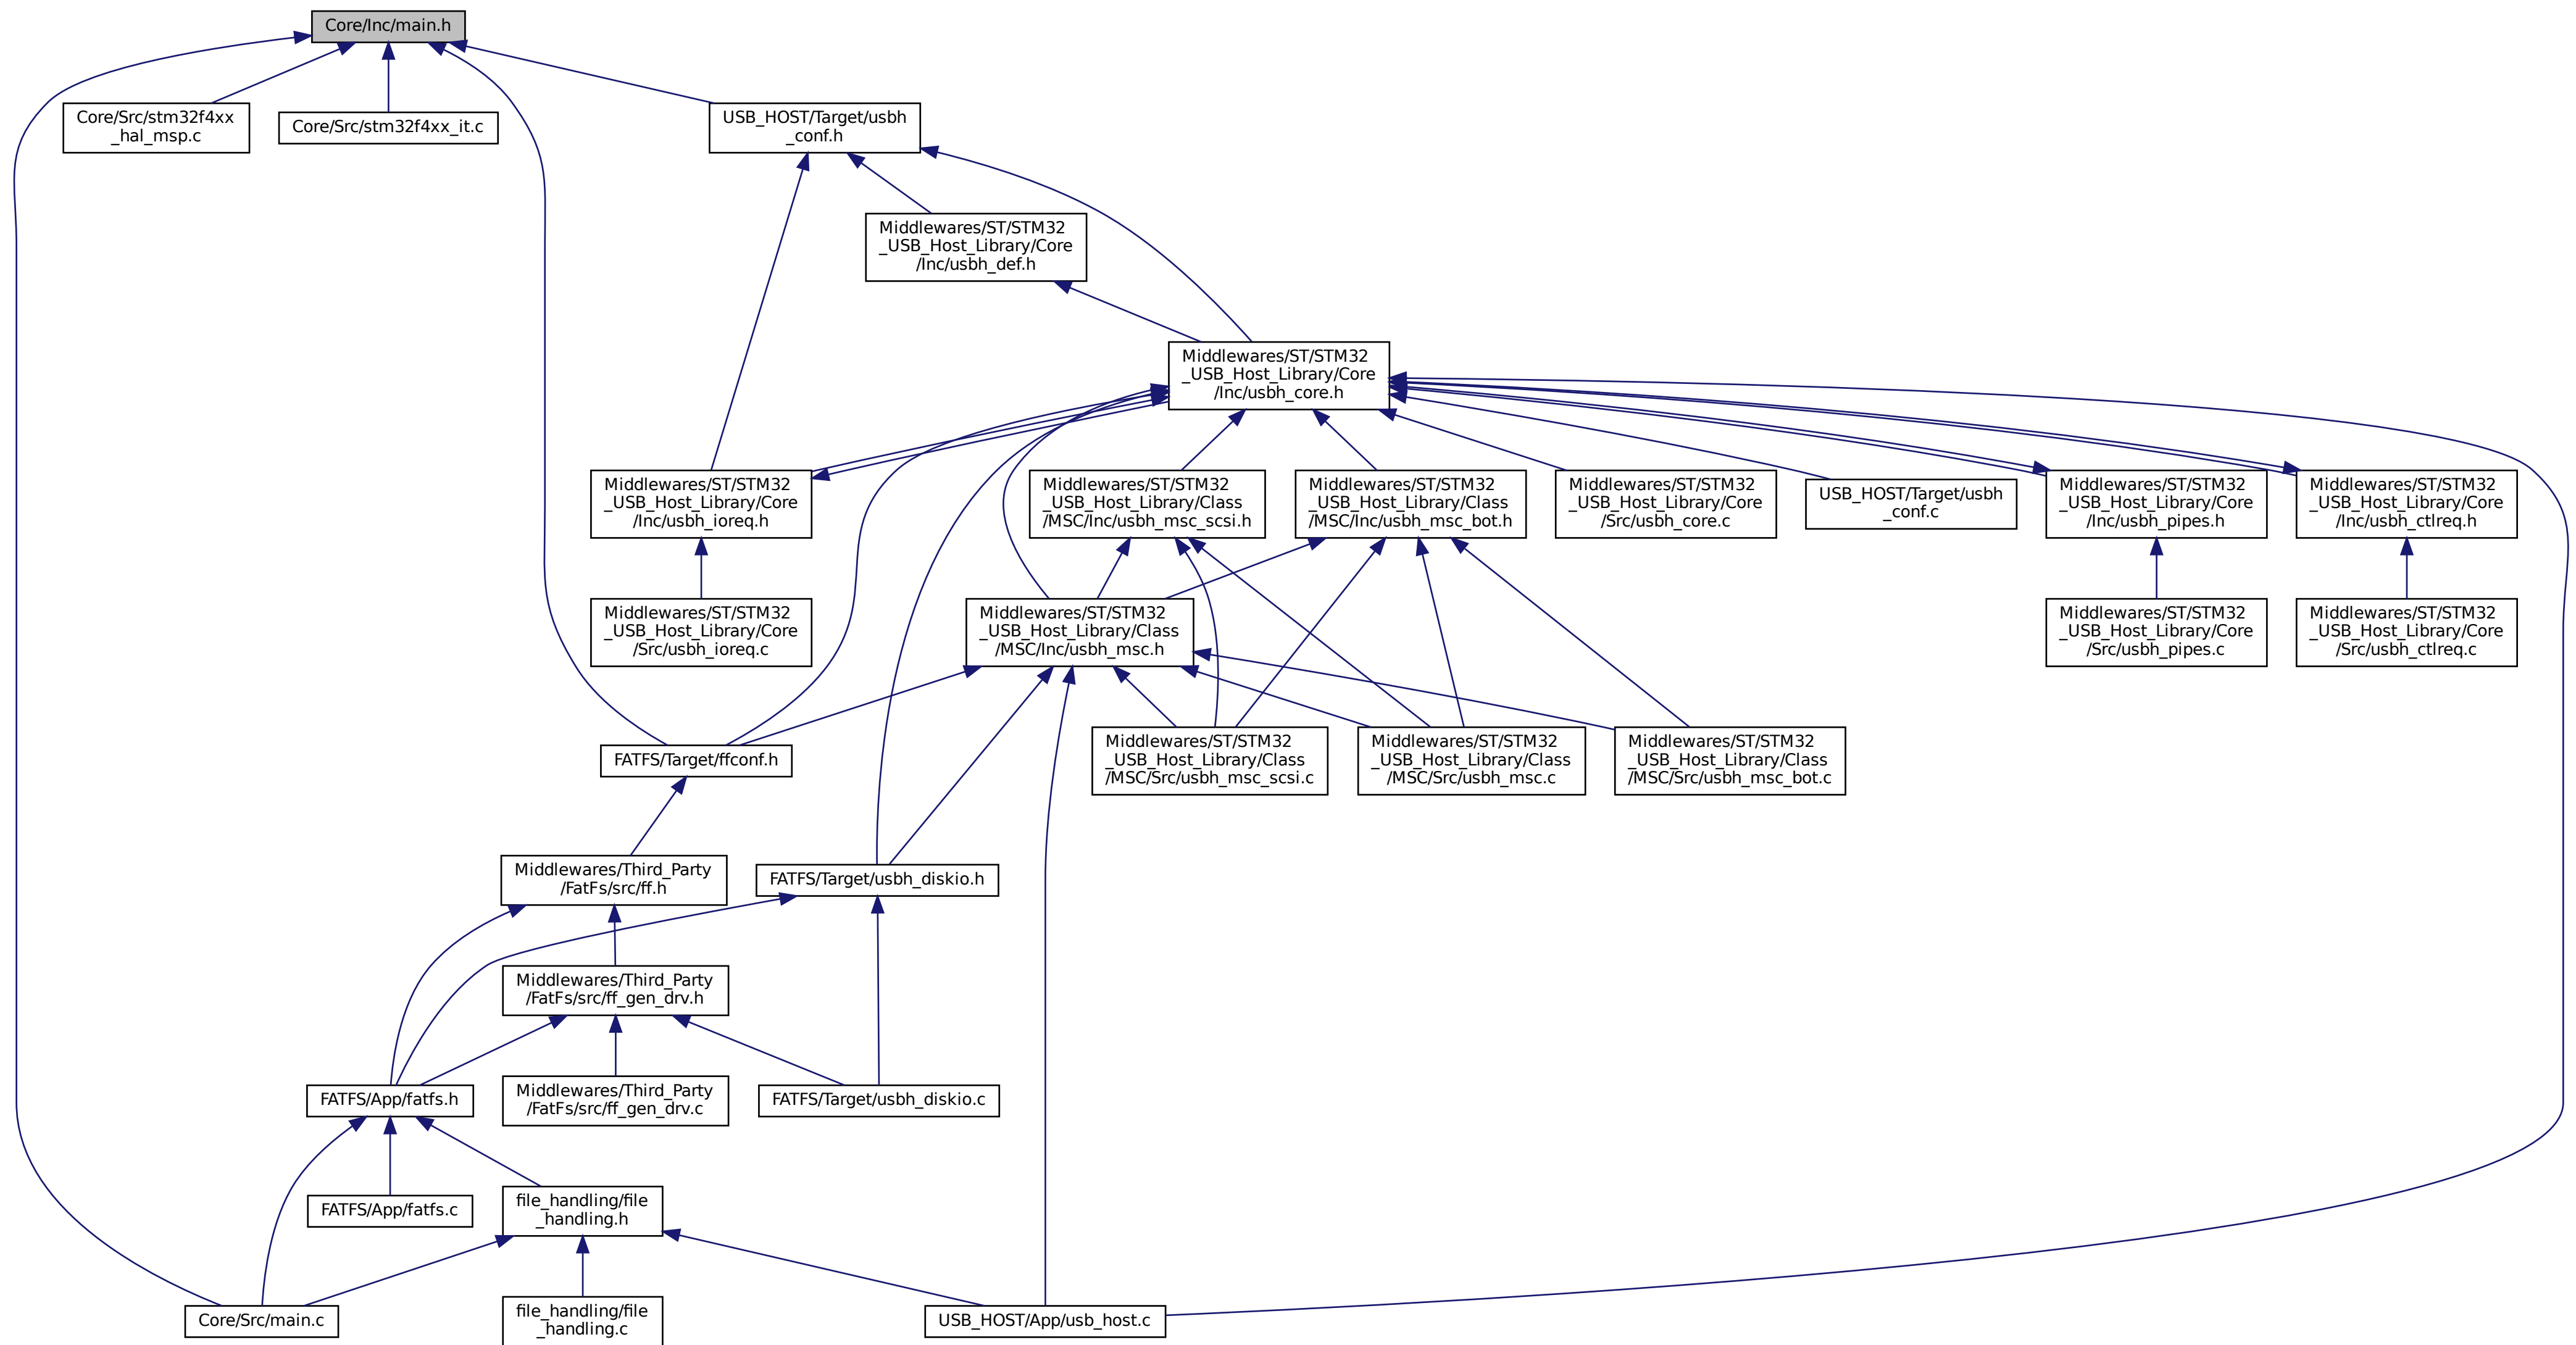 Core/Inc/main.h
Core/Src/stm32f4xx
_hal_msp.c
Core/Src/stm32f4xx_it.c
USB_HOST/Target/usbh
_conf.h
Middlewares/ST/STM32
_USB_Host_Library/Core
/Inc/usbh_def.h
Middlewares/ST/STM32
_USB_Host_Library/Core
/Inc/usbh_core.h
Middlewares/ST/STM32
_USB_Host_Library/Core
/Inc/usbh_ioreq.h
Middlewares/ST/STM32
_USB_Host_Library/Class
/MSC/Inc/usbh_msc_scsi.h
Middlewares/ST/STM32
_USB_Host_Library/Class
/MSC/Inc/usbh_msc_bot.h
Middlewares/ST/STM32
_USB_Host_Library/Core
/Src/usbh_core.c
USB_HOST/Target/usbh
_conf.c
Middlewares/ST/STM32
_USB_Host_Library/Core
/Inc/usbh_pipes.h
Middlewares/ST/STM32
_USB_Host_Library/Core
/Inc/usbh_ctlreq.h
Middlewares/ST/STM32
_USB_Host_Library/Core
/Src/usbh_ioreq.c
Middlewares/ST/STM32
_USB_Host_Library/Class
/MSC/Inc/usbh_msc.h
Middlewares/ST/STM32
_USB_Host_Library/Core
/Src/usbh_pipes.c
Middlewares/ST/STM32
_USB_Host_Library/Core
/Src/usbh_ctlreq.c
FATFS/Target/ffconf.h
Middlewares/ST/STM32
_USB_Host_Library/Class
/MSC/Src/usbh_msc_scsi.c
Middlewares/ST/STM32
_USB_Host_Library/Class
/MSC/Src/usbh_msc.c
Middlewares/ST/STM32
_USB_Host_Library/Class
/MSC/Src/usbh_msc_bot.c
Middlewares/Third_Party
/FatFs/src/ff.h
FATFS/Target/usbh_diskio.h
Middlewares/Third_Party
/FatFs/src/ff_gen_drv.h
FATFS/App/fatfs.h
Middlewares/Third_Party
/FatFs/src/ff_gen_drv.c
FATFS/Target/usbh_diskio.c
FATFS/App/fatfs.c
file_handling/file
_handling.h
Core/Src/main.c
file_handling/file
_handling.c
USB_HOST/App/usb_host.c